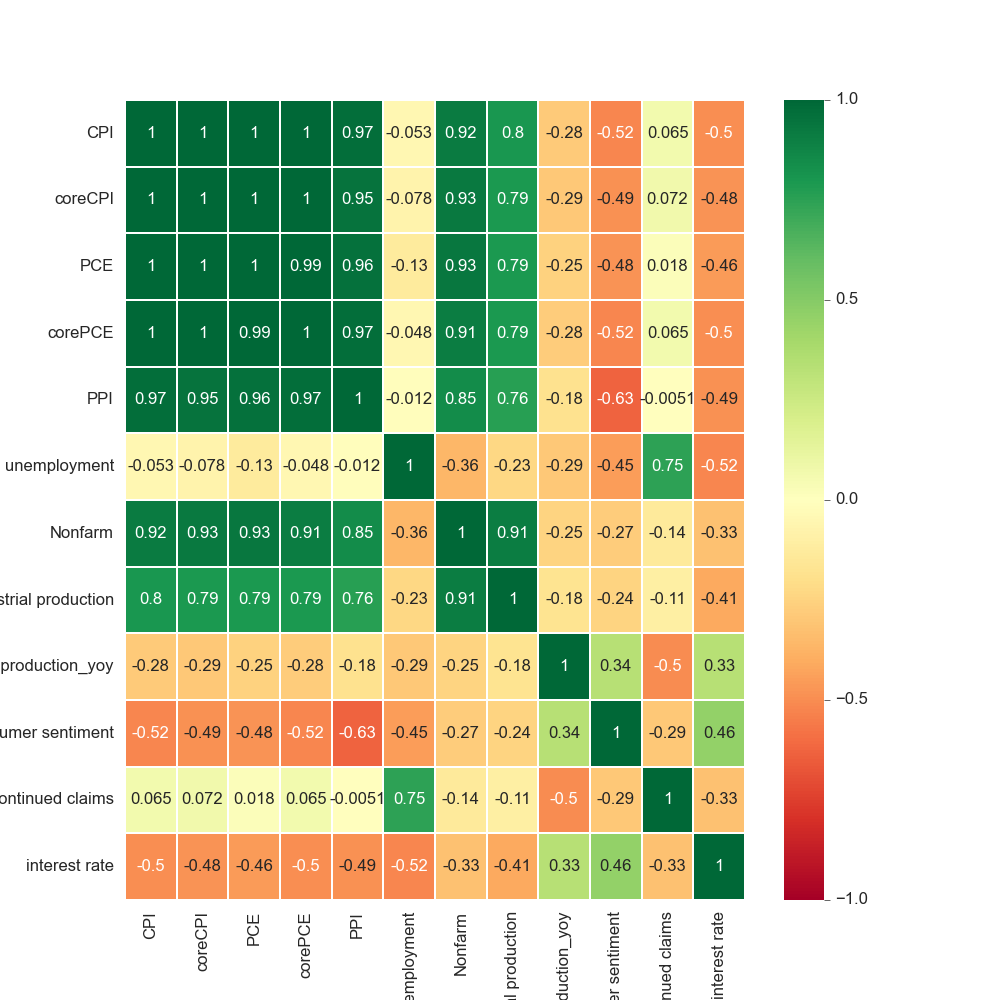 CPI 1 1 1 1 0.97 -0.053 0.92 0.8 -0.28 -0.52 0.065 -0.5
coreCPI 1 1 1 1 0.95 -0.078 0.93 0.79 -0.29 -0.49 0.072 -0.48
PCE 1 1 1 0.99 0.96 -0.13 0.93 0.79 -0.25 -0.48 0.018 -0.46
corePCE 1 1 0.99 1 0.97 -0.048 0.91 0.79 -0.28 -0.52 0.065 -0.5
PPI 0.97 0.95 0.96 0.97 1 -0.012 0.85 0.76 -0.18 -0.63 -0.0051 -0.49
unemployment -0.053 -0.078 -0.13 -0.048 -0.012 1 -0.36 -0.23 -0.29 -0.45 0.75 -0.52
Nonfarm 0.92 0.93 0.93 0.91 0.85 -0.36 1 0.91 -0.25 -0.27 -0.14 -0.33
strial production 0.8 0.79 0.79 0.79 0.76 -0.23 0.91 1 -0.18 -0.24 -0.11 -0.41
production_yoy -0.28 -0.29 -0.25 -0.28 -0.18 -0.29 -0.25 -0.18 1 0.34 -0.5 0.33
umer sentiment -0.52 -0.49 -0.48 -0.52 -0.63 -0.45 -0.27 -0.24 0.34 1 -0.29 0.46
ontinued claims 0.065 0.072 0.018 0.065 -0.0051 0.75 -0.14 -0.11 -0.5 -0.29 1 -0.33
interest rate -0.5 -0.48 -0.46 -0.5 -0.49 -0.52 -0.33 -0.41 0.33 0.46 -0.33 1
CPI
coreCPI
PCE
corePCE
PPI
employment
Nonfarm
l production
duction_yoy
er sentiment
nued claims
interest rate
1.0
0.5
0.0
−0.5
−1.0